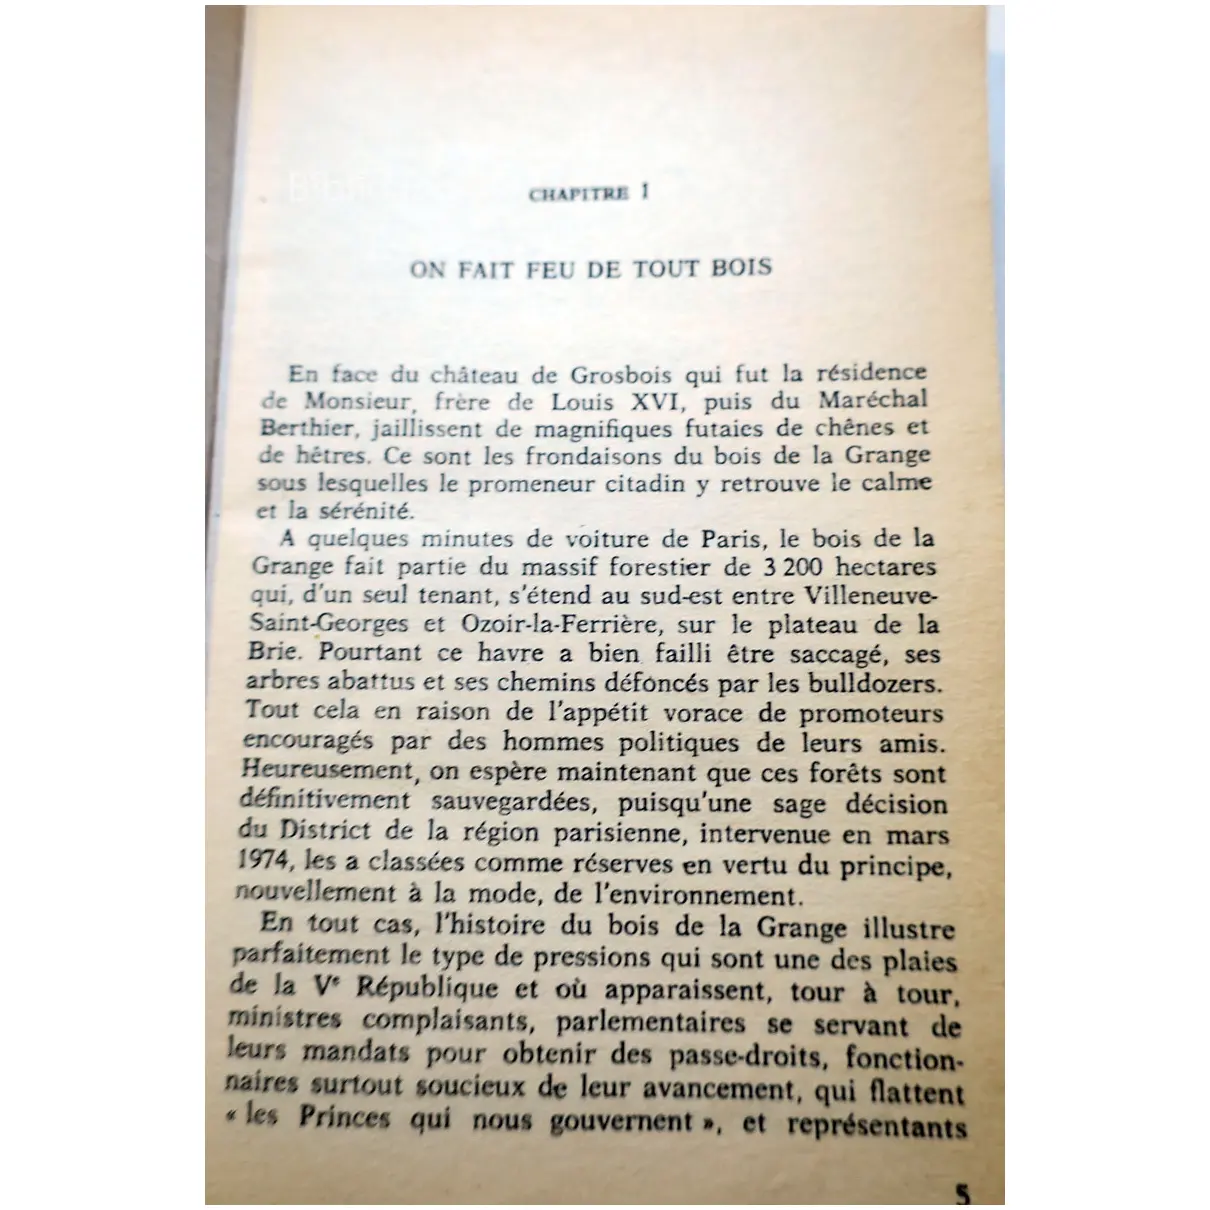 CHAPITRE I
ON FAIT FEU DE TOUT BOIS
En face du château de Grosbois qui fut la résidence
de Monsieur, frère de Louis XVI, puis du Maréchal
Berthier, jaillissent de magnifiques futaies de chênes et
de hêtres. Ce sont les frondaisons du bois de la Grange
sous lesquelles le promeneur citadin y retrouve le calme
et la sérénité.
A quelques minutes de voiture de Paris, le bois de la
Grange fait partie du massif forestier de 3 200 hectares
qui, d'un seul tenant, s'étend au sud-est entre Villeneuve-
Saint-Georges et Ozoir-la-Ferrière, sur le plateau de la
Brie. Pourtant ce havre a bien failli être saccagé, ses
arbres abattus et ses chemins défoncés par les bulldozers.
Tout cela en raison de l'appétit vorace de promoteurs
encouragés par des hommes politiques de leurs amis.
Heureusement, on espère maintenant que ces forêts sont
définitivement sauvegardées, puisqu'une sage décision
du District de la région parisienne, intervenue en mars
1974, les a classées comme réserves en vertu du principe,
nouvellement à la mode, de l'environnement.
En tout cas, l'histoire du bois de la Grange illustre
parfaitement le type de pressions qui sont une des plaies
de la Ve République et où apparaissent, tour à tour,
ministres complaisants, parlementaires se servant de
leurs mandats pour obtenir des passe-droits, fonction-
naires surtout soucieux de leur avancement, qui flattent
« les Princes qui nous gouvernent », et représentants
5